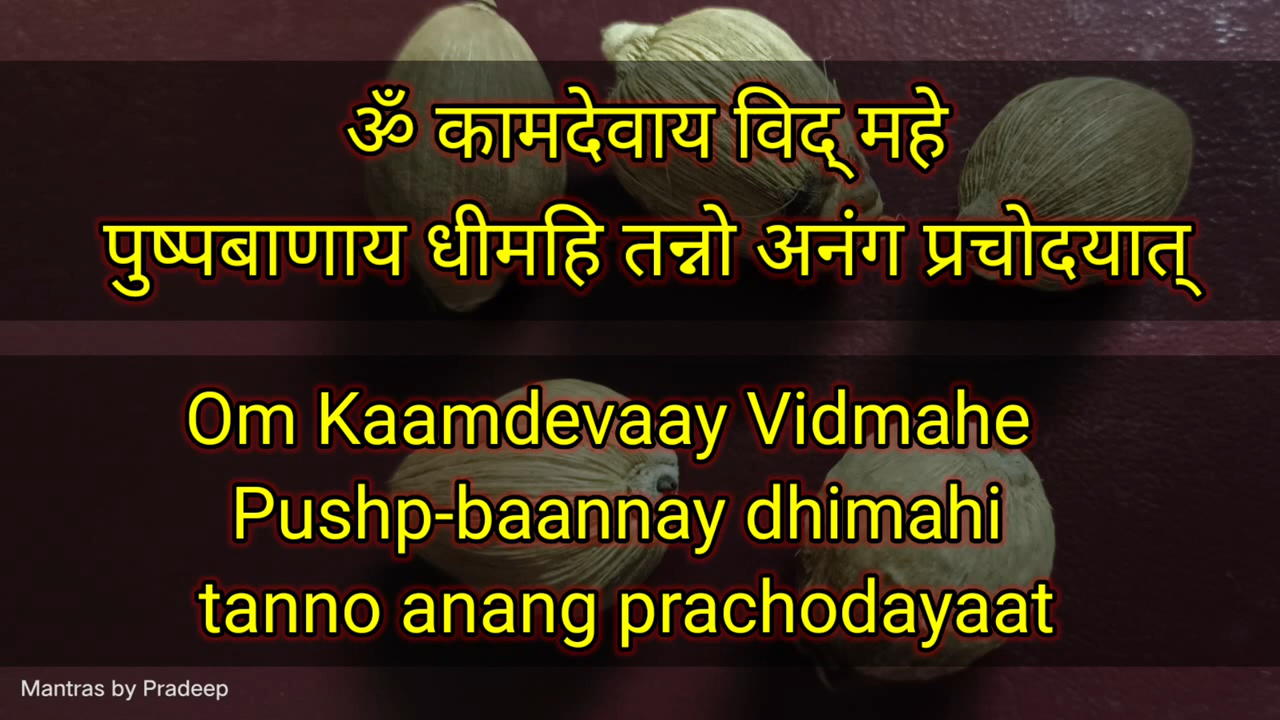 ॐ कामदेवाय विद् महे
पुष्पबाणाय धीमहि तन्नो अनंग प्रचोदयात्
Om Kaamdevaay Vidmahe
Pushp-baannay dhimahi
tanno anang prachodayaat
Mantras by Pradeep